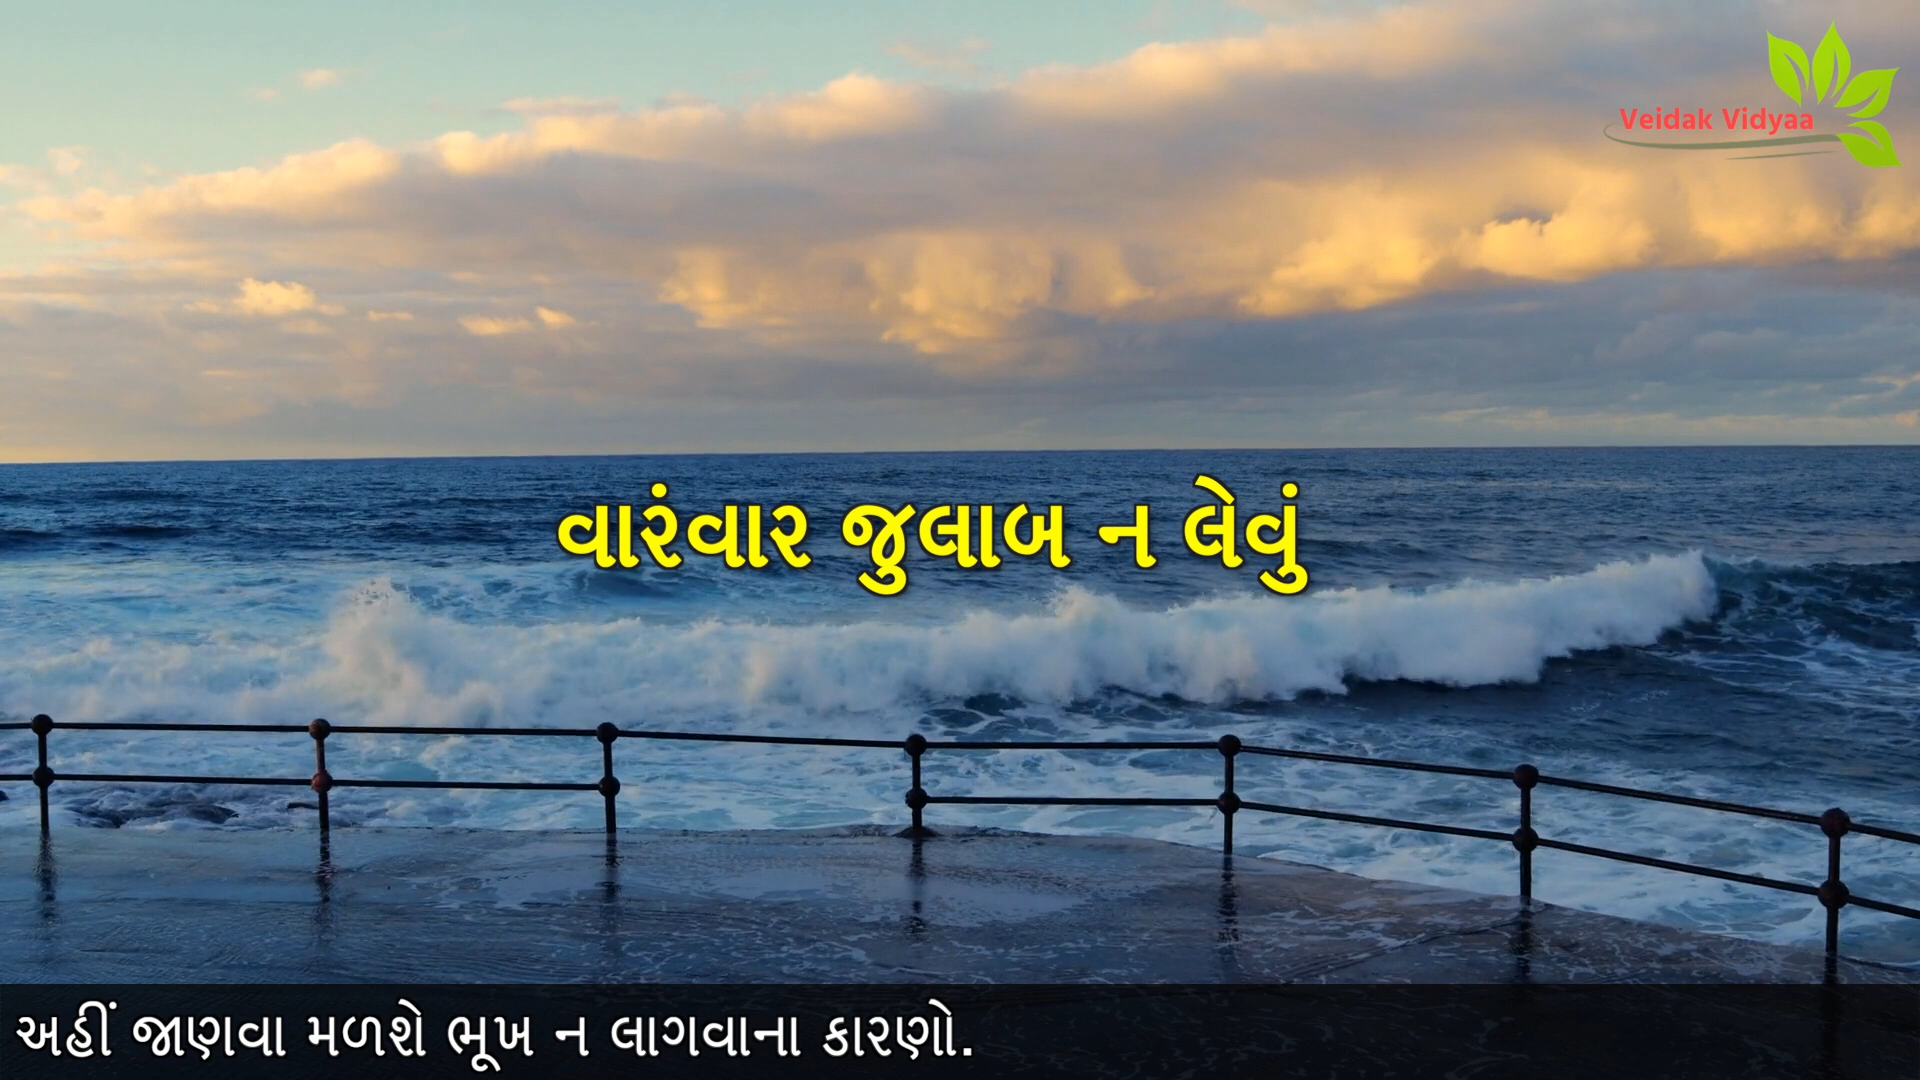 Veidak Vidyaa
વારંવાર જુલાબ ન લેવું
અહીં જાણવા મળશે ભૂખ ન લાગવાના કારણો.